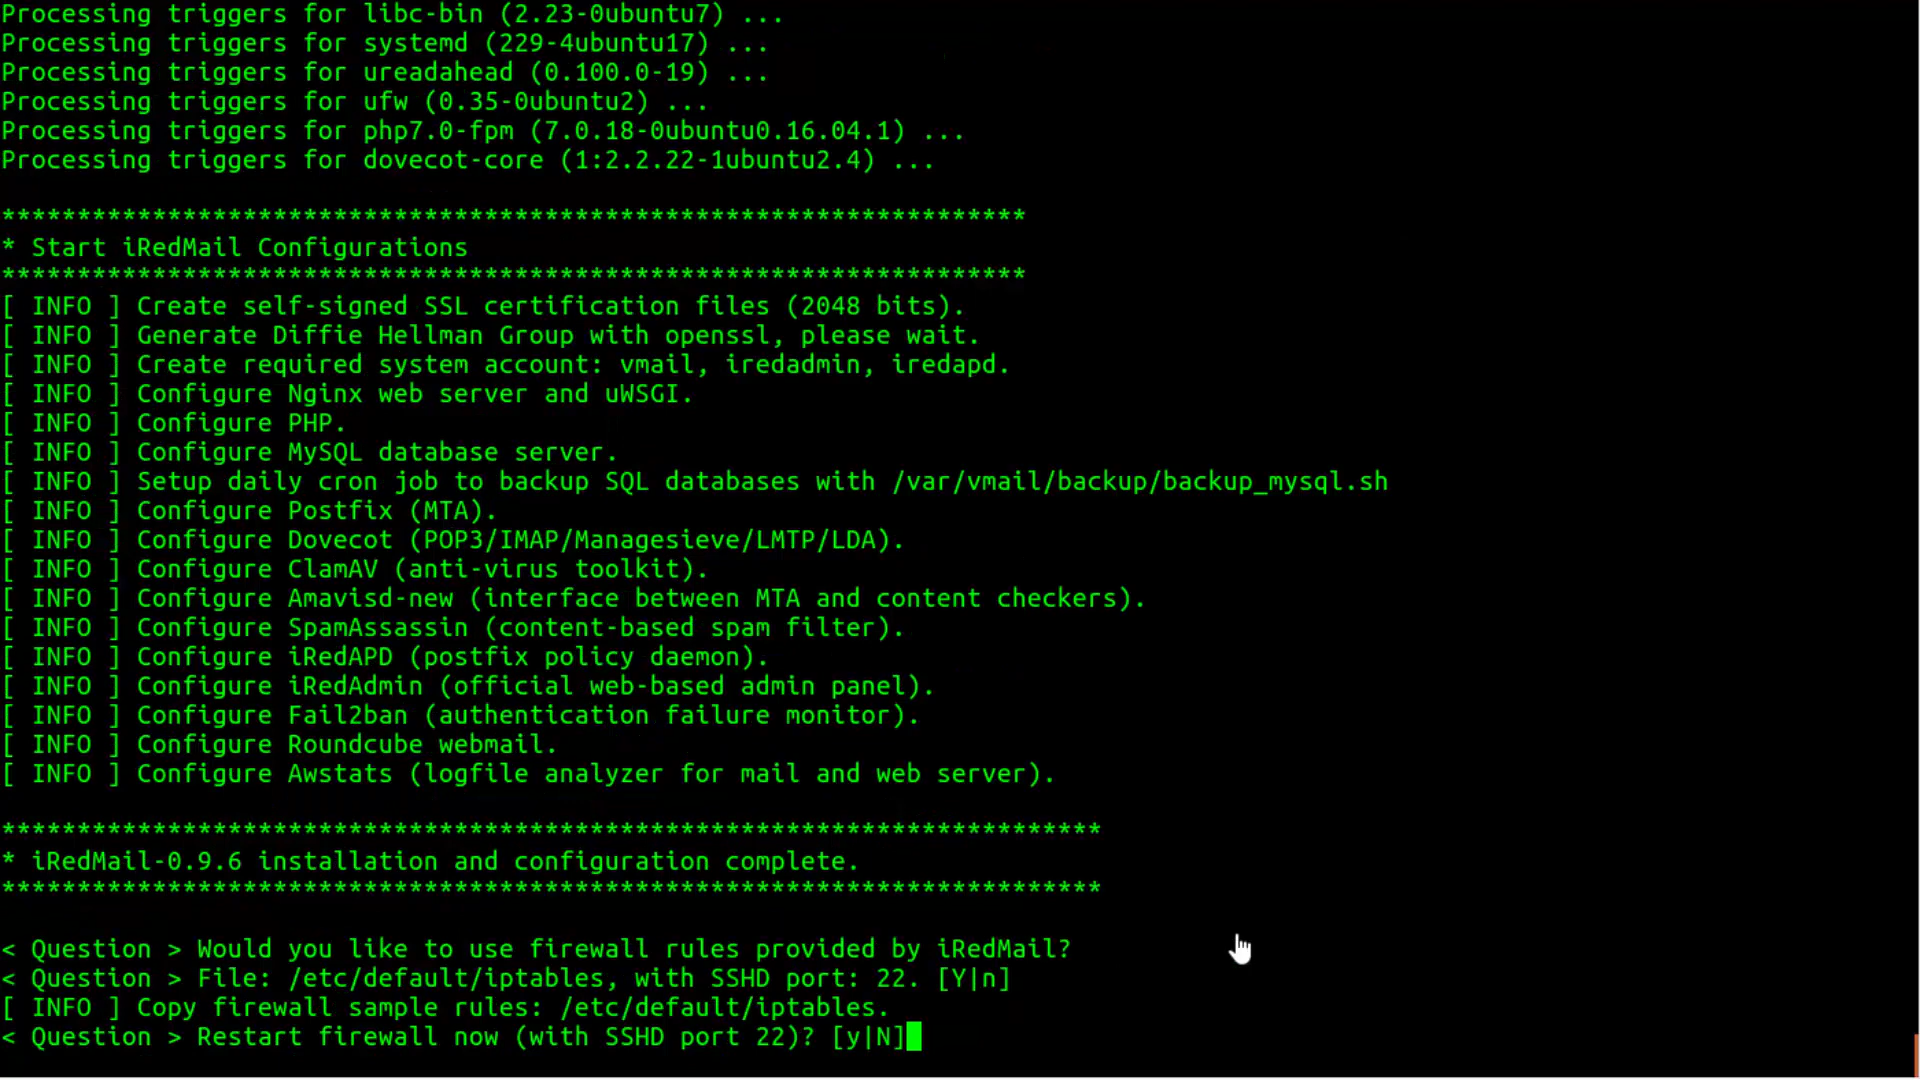 Processing triggers for libc-bin (2.23-0ubuntu7) ...
Processing triggers for systemd (229-4ubuntu17) ...
Processing triggers for ureadahead (0.100.0-19) ...
Processing triggers for ufw (0.35-0ubuntu2) ...
Processing triggers for php7.0-fpm (7.0.18-0ubuntu0.16.04.1) ...
Processing triggers for dovecot-core (1:2.2.22-1ubuntu2.4) ...
********************************************************************
* Start iRedMail Configurations
********************************************************************
[ INFO ] Create self-signed SSL certification files (2048 bits).
[ INFO ] Generate Diffie Hellman Group with openssl, please wait.
[ INFO ] Create required system account: vmail, iredadmin, iredapd.
[ INFO ] Configure Nginx web server and uWSGI.
[ INFO ] Configure PHP.
[ INFO ] Configure MySQL database server.
[ INFO ] Setup daily cron job to backup SQL databases with /var/vmail/backup/backup_mysql.sh
[ INFO ] Configure Postfix (MTA).
[ INFO ] Configure Dovecot (POP3/IMAP/Managesieve/LMTP/LDA).
[ INFO ] Configure ClamAV (anti-virus toolkit).
[ INFO ] Configure Amavisd-new (interface between MTA and content checkers).
[ INFO ] Configure SpamAssassin (content-based spam filter).
[ INFO ] Configure iRedAPD (postfix policy daemon).
[ INFO ] Configure iRedAdmin (official web-based admin panel).
[ INFO ] Configure Fail2ban (authentication failure monitor).
[ INFO ] Configure Roundcube webmail.
[ INFO ] Configure Awstats (logfile analyzer for mail and web server).
*************************************************************************
* iRedMail-0.9.6 installation and configuration complete.
*************************************************************************
< Question > Would you like to use firewall rules provided by iRedMail?
< Question > File: /etc/default/iptables, with SSHD port: 22. [Y|n]
[ INFO ] Copy firewall sample rules: /etc/default/iptables.
< Question > Restart firewall now (with SSHD port 22)? [y|N]